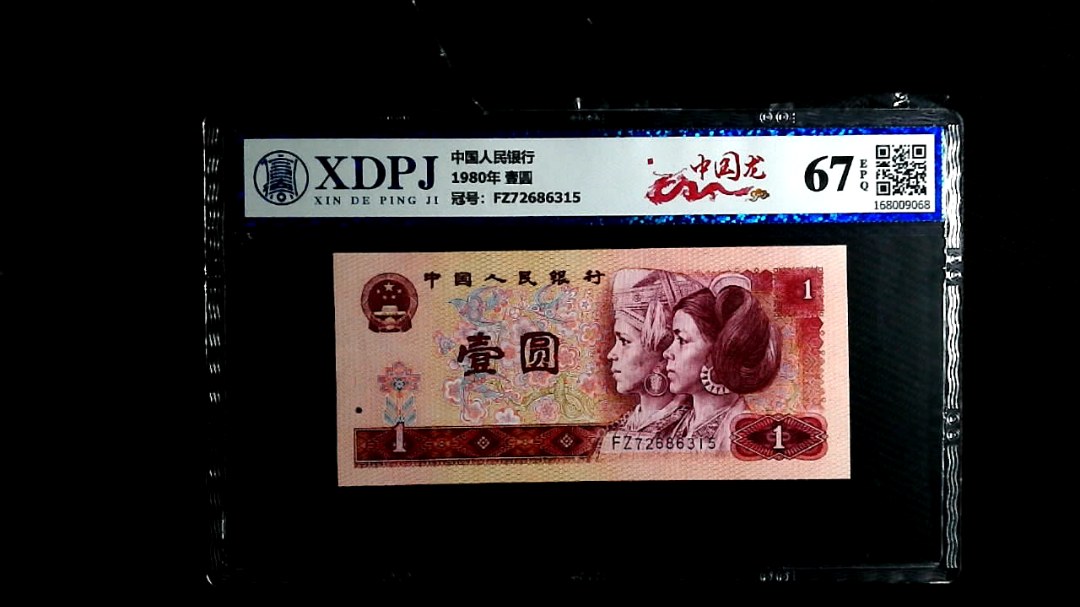 XDPJ
XIN DE PING JI
中国人民银行
1980年 壹圆
冠号: FZ72686315
中国龙
67
EPQ
168009068
中国人民银行
1
壹圆
1
FZ72686315
1